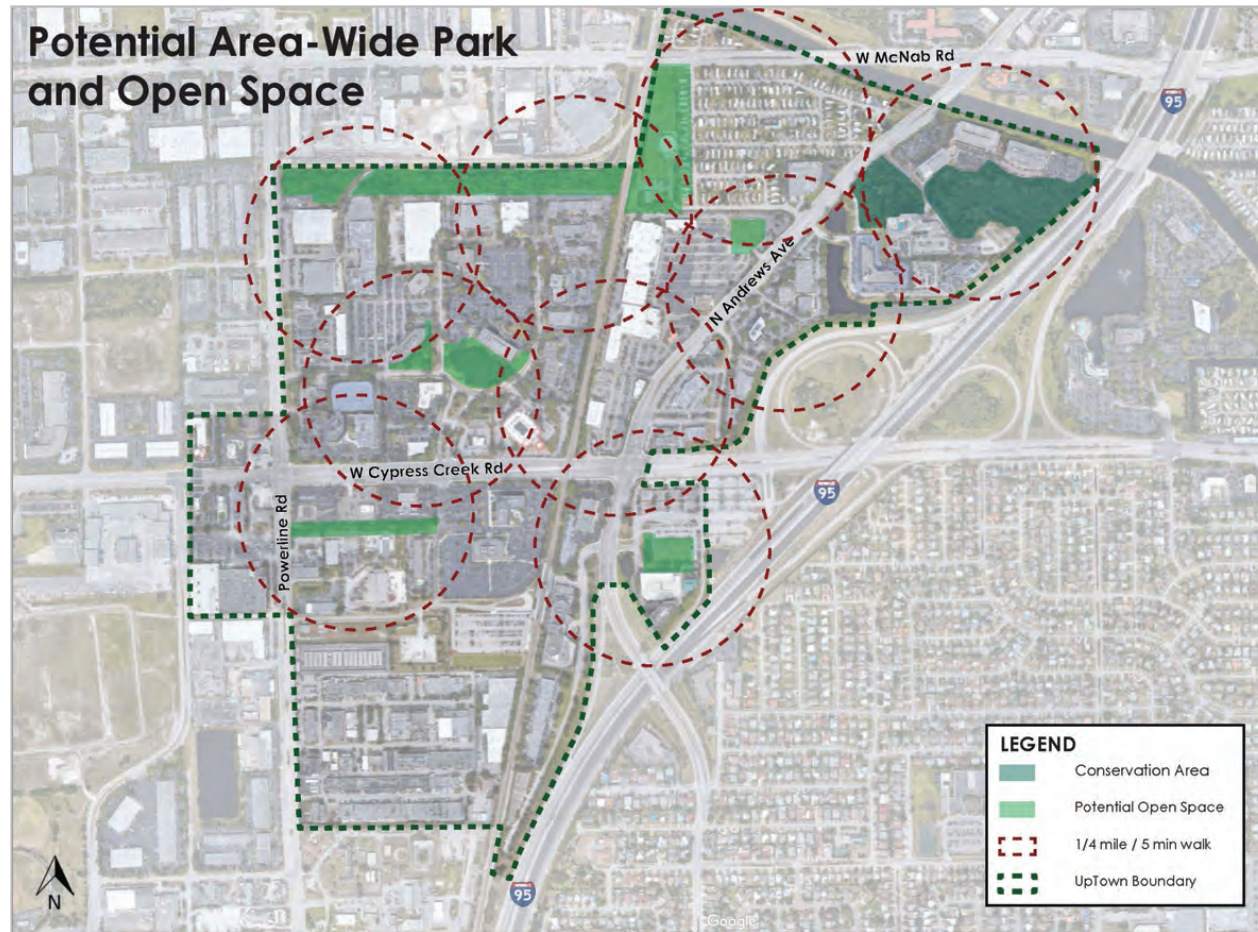 Potential Area-Wide Park
and Open Space
W McNab Rd
95
N Andrews Ave
W Cypress Creek Rd
95
Powerline Rd
LEGEND
Conservation Area
Potential Open Space
1/4 mile / 5 min walk
UpTown Boundary
N
95
Google